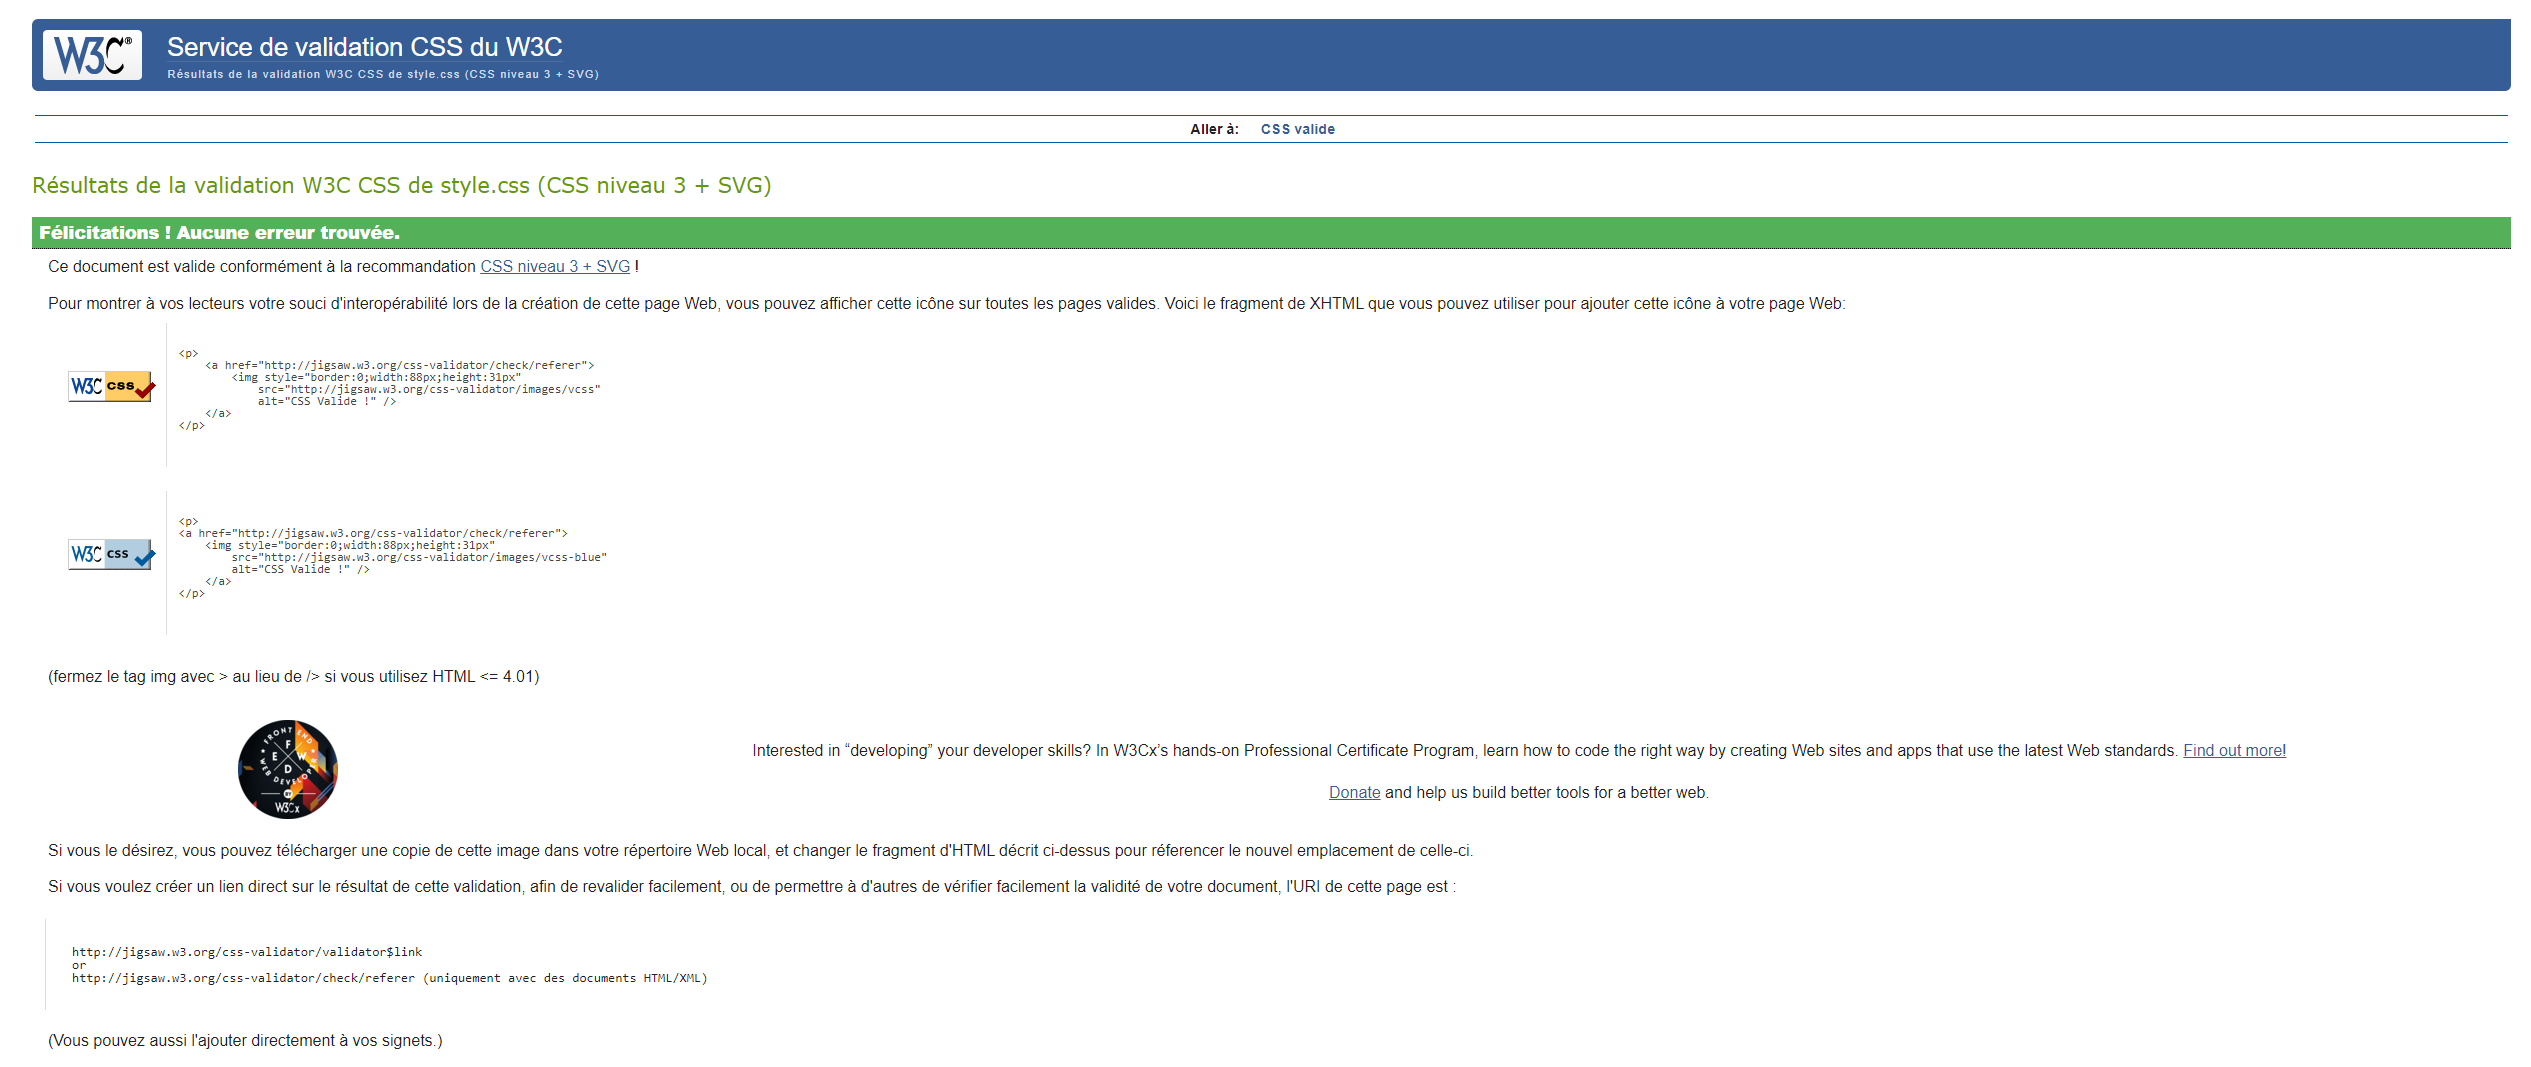 W3C®
Service de validation CSS du W3C
Résultats de la validation W3C CSS de style.css (CSS niveau 3 + SVG)
Aller à: CSS valide
Résultats de la validation W3C CSS de style.css (CSS niveau 3 + SVG)
Félicitations ! Aucune erreur trouvée.
Ce document est valide conformément à la recommandation CSS niveau 3 + SVG !
Pour montrer à vos lecteurs votre souci d'interopérabilité lors de la création de cette page Web, vous pouvez afficher cette icône sur toutes les pages valides. Voici le fragment de XHTML que vous pouvez utiliser pour ajouter cette icône à votre page Web:
W3C css
<p>
    <a href="http://jigsaw.w3.org/css-validator/check/referer">
        <img style="border:0;width:88px;height:31px"
            src="http://jigsaw.w3.org/css-validator/images/vcss"
            alt="CSS Valide !" />
    </a>
</p>
W3C css
<p>
<a href="http://jigsaw.w3.org/css-validator/check/referer">
    <img style="border:0;width:88px;height:31px"
        src="http://jigsaw.w3.org/css-validator/images/vcss-blue"
        alt="CSS Valide !" />
    </a>
</p>
(fermez le tag img avec > au lieu de /> si vous utilisez HTML <= 4.01)
FRONT END
F
E W
D
WEB DEVELOPER
BY
W3Cx
Interested in “developing” your developer skills? In W3Cx’s hands-on Professional Certificate Program, learn how to code the right way by creating Web sites and apps that use the latest Web standards. Find out more!
Donate and help us build better tools for a better web.
Si vous le désirez, vous pouvez télécharger une copie de cette image dans votre répertoire Web local, et changer le fragment d'HTML décrit ci-dessus pour réferencer le nouvel emplacement de celle-ci.
Si vous voulez créer un lien direct sur le résultat de cette validation, afin de revalider facilement, ou de permettre à d'autres de vérifier facilement la validité de votre document, l'URI de cette page est :
http://jigsaw.w3.org/css-validator/validator$link
or
http://jigsaw.w3.org/css-validator/check/referer (uniquement avec des documents HTML/XML)
(Vous pouvez aussi l'ajouter directement à vos signets.)